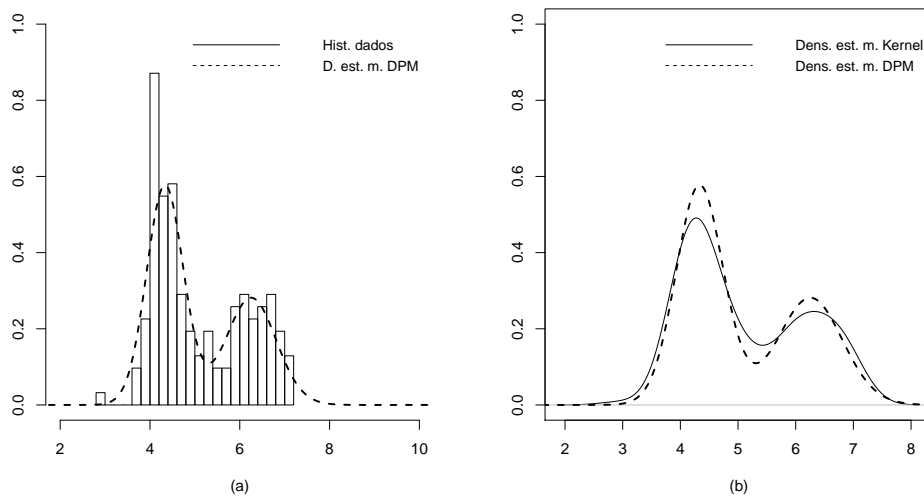 1.0
0.8
0.6
0.4
0.2
0.0
Hist. dados
D. est. m. DPM
2 4 6 8 10
(a)
1.0
0.8
0.6
0.4
0.2
0.0
Dens. est. m. Kernel
Dens. est. m. DPM
2 3 4 5 6 7 8
(b)